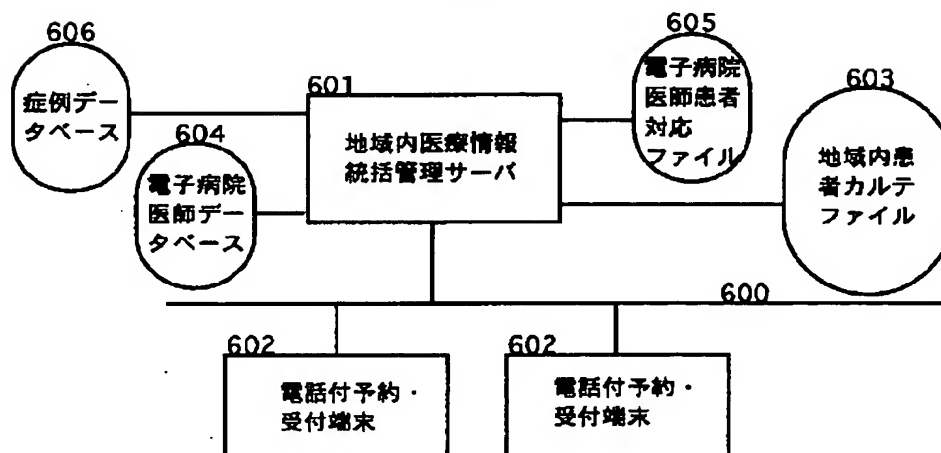 606
症例デー
タベース
604
電子病院
医師デー
タベース
601
地域内医療情報
統括管理サーバ
605
電子病院
医師患者
対応
ファイル
603
地域内患
者カルテ
ファイル
600
602
電話付予約・
受付端末
602
電話付予約・
受付端末